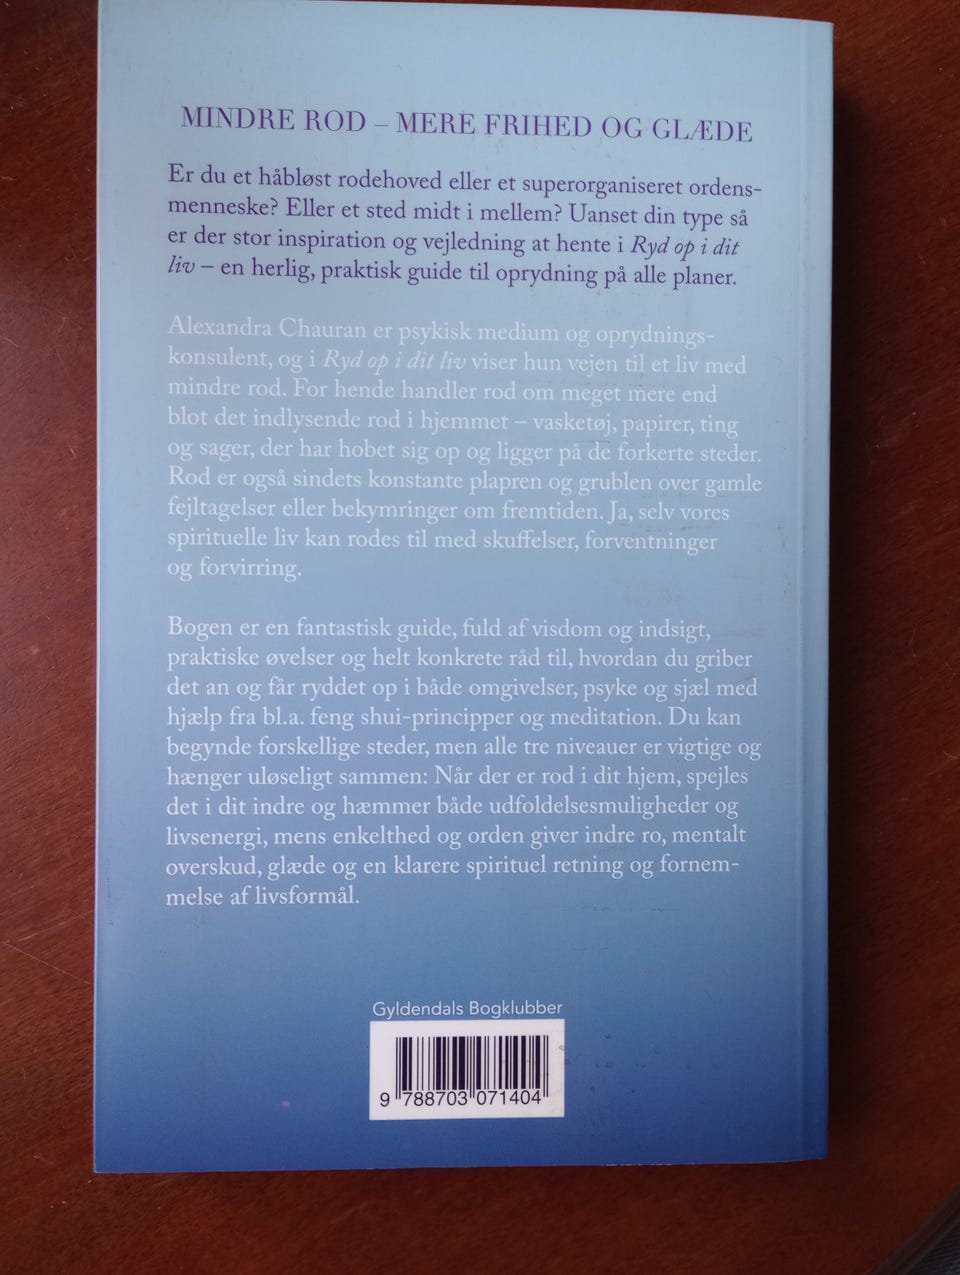 MINDRE ROD – MERE FRIHED OG GLÆDE
Er du et håbløst rodehoved eller et superorganiseret ordens-
menneske? Eller et sted midt i mellem? Uanset din type så
er der stor inspiration og vejledning at hente i Ryd op i dit
liv – en herlig, praktisk guide til oprydning på alle planer.
Alexandra Chauran er psykisk medium og oprydnings-
konsulent, og i Ryd op i dit liv viser hun vejen til et liv med
mindre rod. For hende handler rod om meget mere end
blot det indlysende rod i hjemmet – vasketøj, papirer, ting
og sager, der har hobet sig op og ligger på de forkerte steder.
Rod er også sindets konstante plapren og grublen over gamle
fejltagelser eller bekymringer om fremtiden. Ja, selv vores
spirituelle liv kan rodes til med skuffelser, forventninger
og forvirring.
Bogen er en fantastisk guide, fuld af visdom og indsigt,
praktiske øvelser og helt konkrete råd til, hvordan du griber
det an og får ryddet op i både omgivelser, psyke og sjæl med
hjælp fra bl.a. feng shui-principper og meditation. Du kan
begynde forskellige steder, men alle tre niveauer er vigtige og
hænger uløseligt sammen: Når der er rod i dit hjem, spejles
det i dit indre og hæmmer både udfoldelsesmuligheder og
livsenergi, mens enkelthed og orden giver indre ro, mentalt
overskud, glæde og en klarere spirituel retning og fornem-
melse af livsformål.
Gyldendals Bogklubber
9 788703 071404